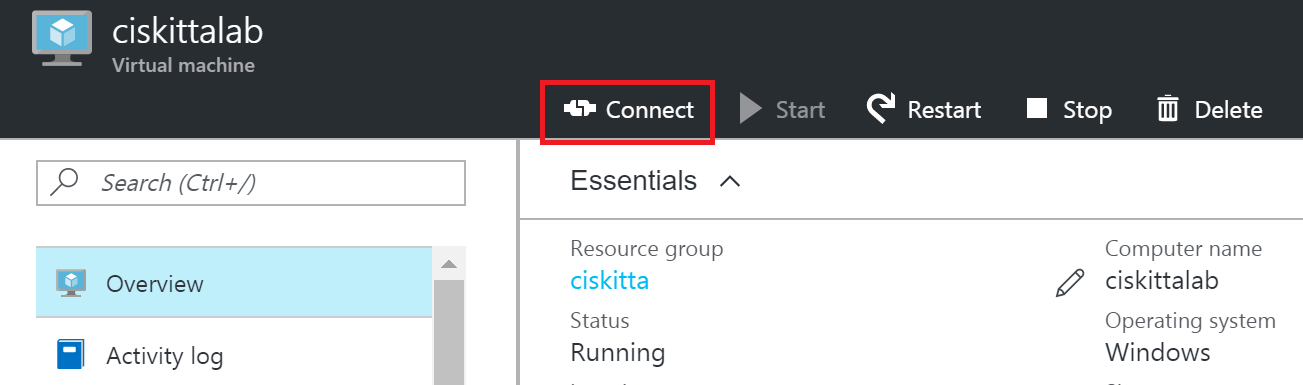 ciskittalab
Virtual machine
Connect
Start
Restart
Stop
Delete
Search (Ctrl+/)
Overview
Activity log
Essentials
Resource group
ciskitta
Status
Running
Computer name
ciskittalab
Operating system
Windows